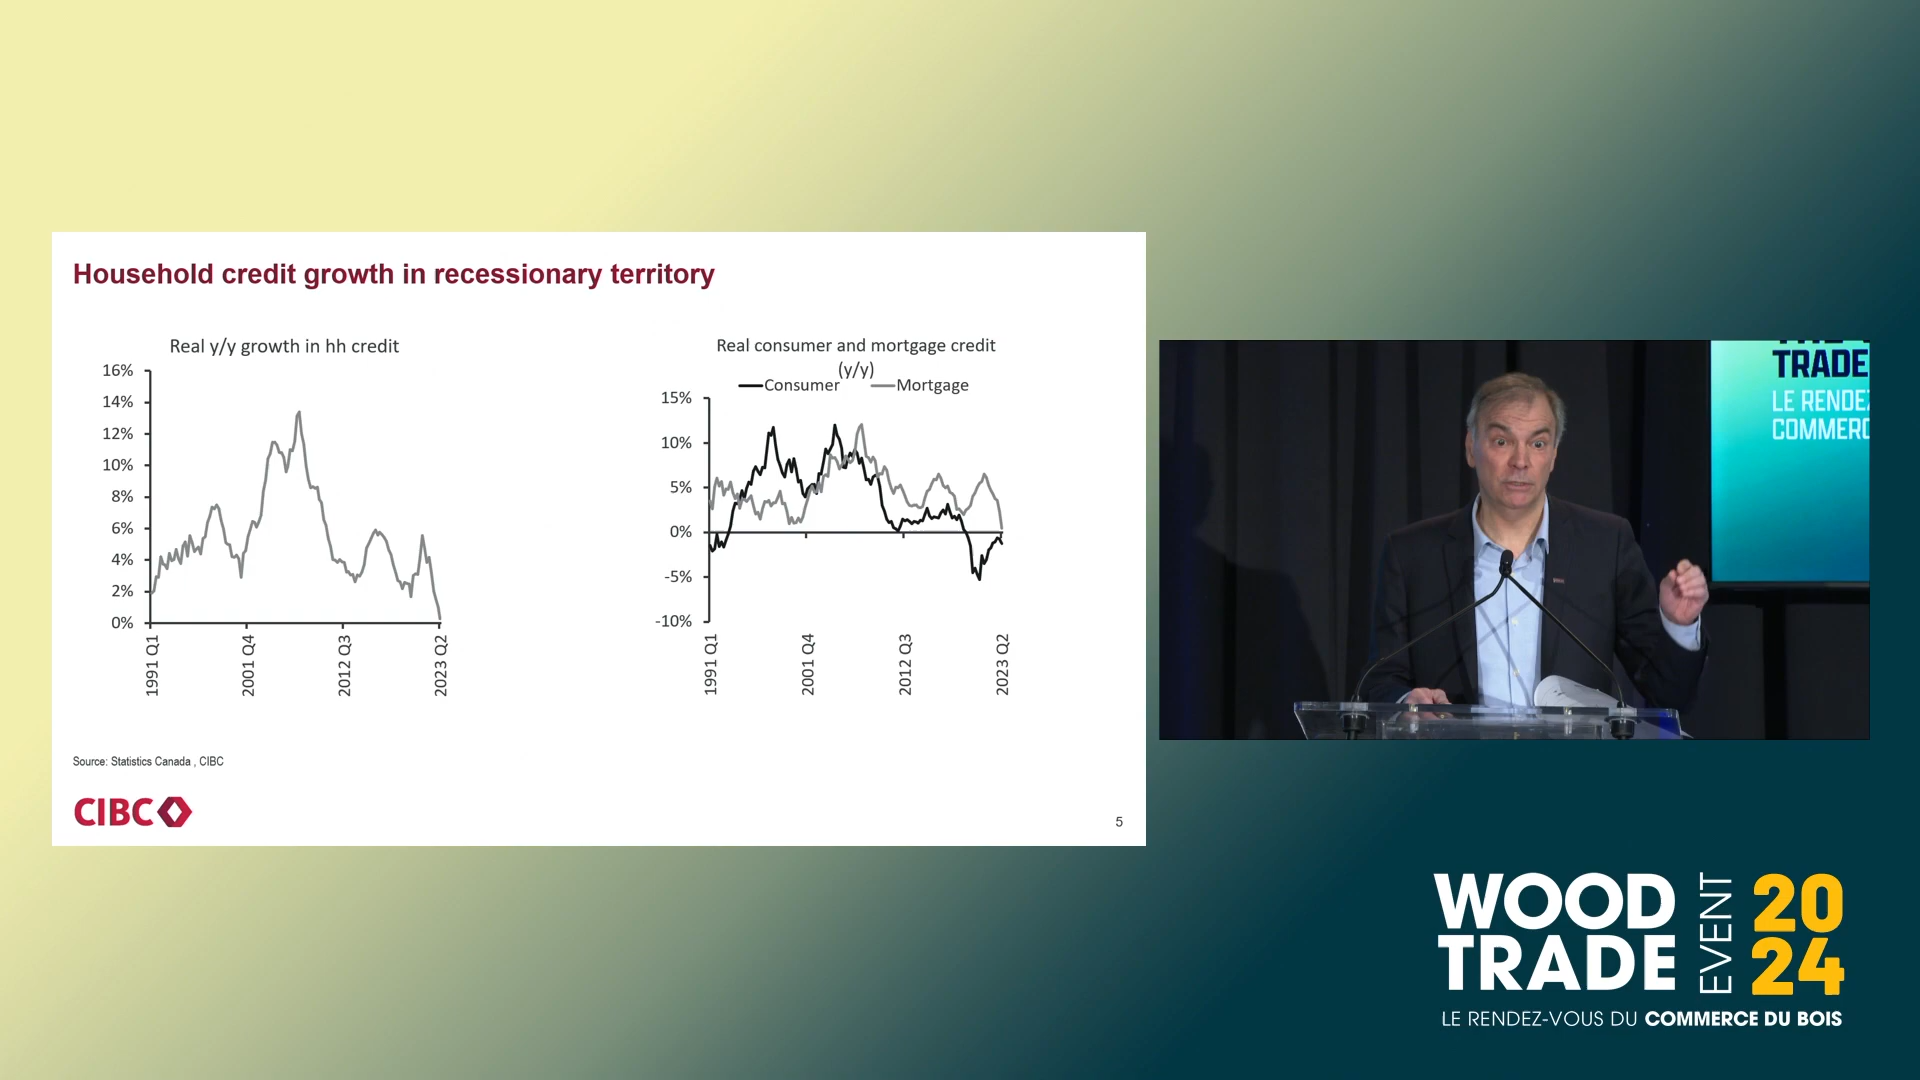 Household credit growth in recessionary territory
Real y/y growth in hh credit
16%
14%
12%
10%
8%
6%
4%
2%
0%
1991 Q1
2001 Q4
2012 Q3
2023 Q2
Real consumer and mortgage credit
(y/y)
Consumer
Mortgage
15%
10%
5%
0%
-5%
-10%
1991 Q1
2001 Q4
2012 Q3
2023 Q2
Source: Statistics Canada , CIBC
CIBC
5
TRADE
LE RENDEZ
COMMERC
WOOD
TRADE
EVENT
20
24
LE RENDEZ-VOUS DU COMMERCE DU BOIS